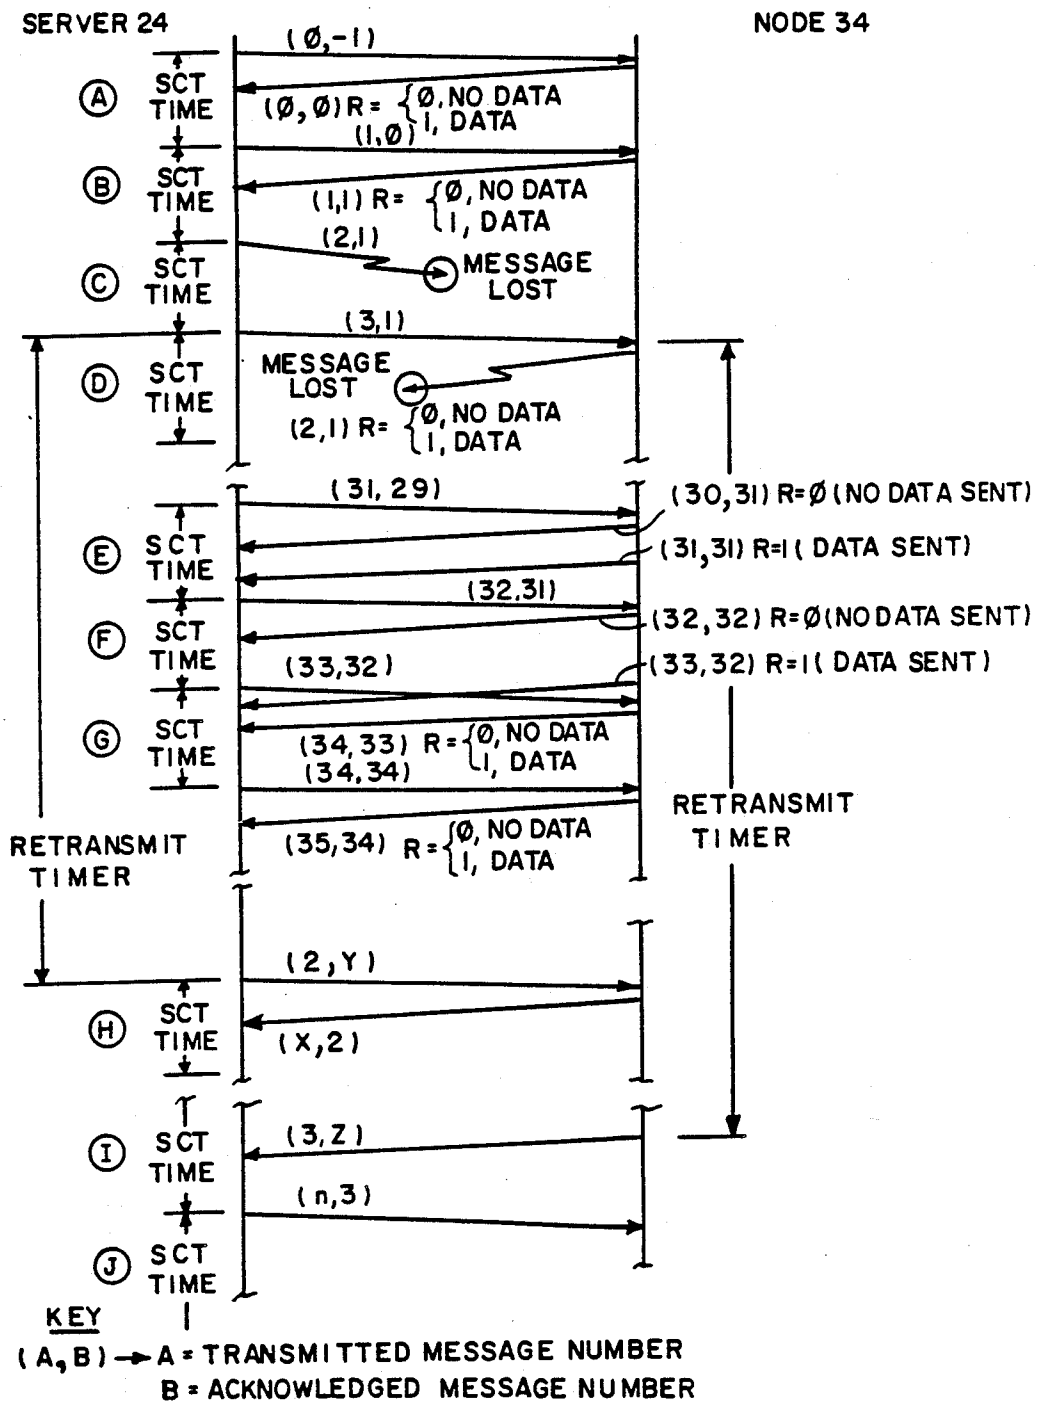 SERVER 24
NODE 34
(Ø,-1)
A
SCT
TIME
(Ø,Ø) R= {Ø, NO DATA
1, DATA
(1,Ø)
B
SCT
TIME
(1,1) R= {Ø, NO DATA
1, DATA
(2,1)
C
SCT
TIME
MESSAGE
LOST
(3,1)
D
SCT
TIME
MESSAGE
LOST
(2,1) R= {Ø, NO DATA
1, DATA
(31,29)
(30,31) R=Ø (NO DATA SENT)
E
SCT
TIME
(31,31) R=1 ( DATA SENT)
(32,31)
F
SCT
TIME
(32,32) R=Ø (NO DATA SENT)
(33,32)
(33,32) R=1 ( DATA SENT)
G
SCT
TIME
(34,33) R= {Ø, NO DATA
1, DATA
(34,34)
RETRANSMIT
TIMER
RETRANSMIT
TIMER
(35,34) R= {Ø, NO DATA
1, DATA
(2,Y)
H
SCT
TIME
(X,2)
I
SCT
TIME
(3,Z)
(n,3)
J
SCT
TIME
KEY
(A,B) → A = TRANSMITTED MESSAGE NUMBER
B = ACKNOWLEDGED MESSAGE NUMBER